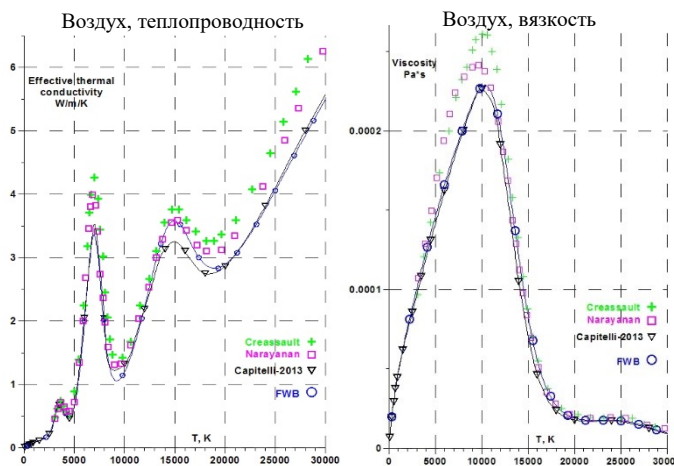 Воздух, теплопроводность
Effective thermal
conductivity
W/m/K
6
5
4
3
2
1
0
Creassault
Narayanan
Capitelli-2013
FWB
T, K
0 5000 10000 15000 20000 25000 30000
Воздух, вязкость
Viscosity
Pa*s
0.0002
0.0001
0.0000
Creassault
Narayanan
Capitelli-2013
FWB
T, K
0 5000 10000 15000 20000 25000 30000